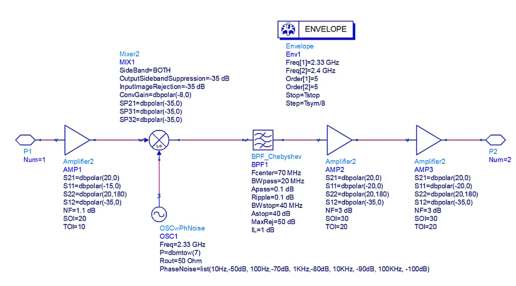 ENVELOPE
Envelope
Env1
Freq[1]=2.33 GHz
Freq[2]=2.4 GHz
Order[1]=5
Order[2]=5
Stop=Tstop
Step=Tsym/8
Mixer2
MIX1
SideBand=BOTH
OutputSidebandSuppression=-35 dB
InputImageRejection=-35 dB
ConvGain=dbpolar(-8,0)
SP21=dbpolar(-35,0)
SP31=dbpolar(-35,0)
SP32=dbpolar(-35,0)
P1
Num=1
Amplifier2
AMP1
S21=dbpolar(20,0)
S11=dbpolar(-15,0)
S22=dbpolar(20,180)
S12=dbpolar(-35,0)
NF=1.1 dB
SOI=20
TOI=10
OSCwPhNoise
OSC1
Freq=2.33 GHz
P=dbmtow(7)
Rout=50 Ohm
PhaseNoise=list(10Hz,-50dB, 100Hz,-70dB, 1KHz,-80dB, 10KHz, -90dB, 100KHz, -100dB)
BPF_Chebyshev
BPF1
Fcenter=70 MHz
BWpass=20 MHz
Apass=0.1 dB
Ripple=0.1 dB
BWstop=40 MHz
Astop=40 dB
MaxRej=50 dB
IL=1 dB
Amplifier2
AMP2
S21=dbpolar(20,0)
S11=dbpolar(-20,0)
S22=dbpolar(20,180)
S12=dbpolar(-35,0)
NF=3 dB
SOI=30
TOI=20
Amplifier2
AMP3
S21=dbpolar(20,0)
S11=dbpolar(-20,0)
S22=dbpolar(20,180)
S12=dbpolar(-35,0)
NF=3 dB
SOI=30
TOI=20
P2
Num=2